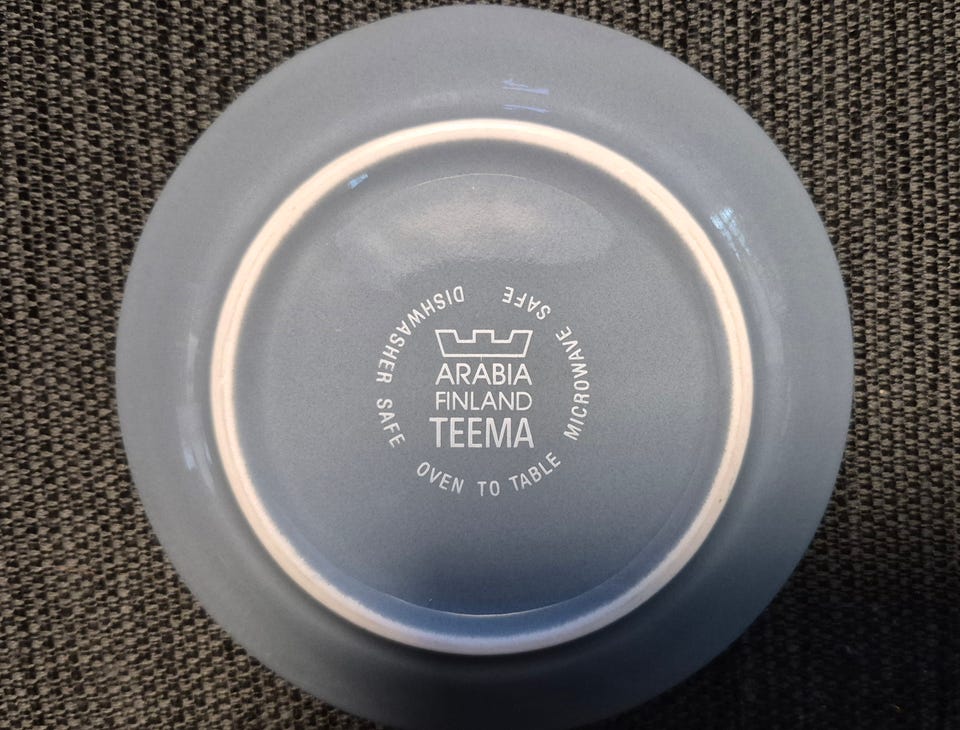 ARABIA
FINLAND
TEEMA
DISHWASHER SAFE
OVEN TO TABLE
MICROWAVE SAFE